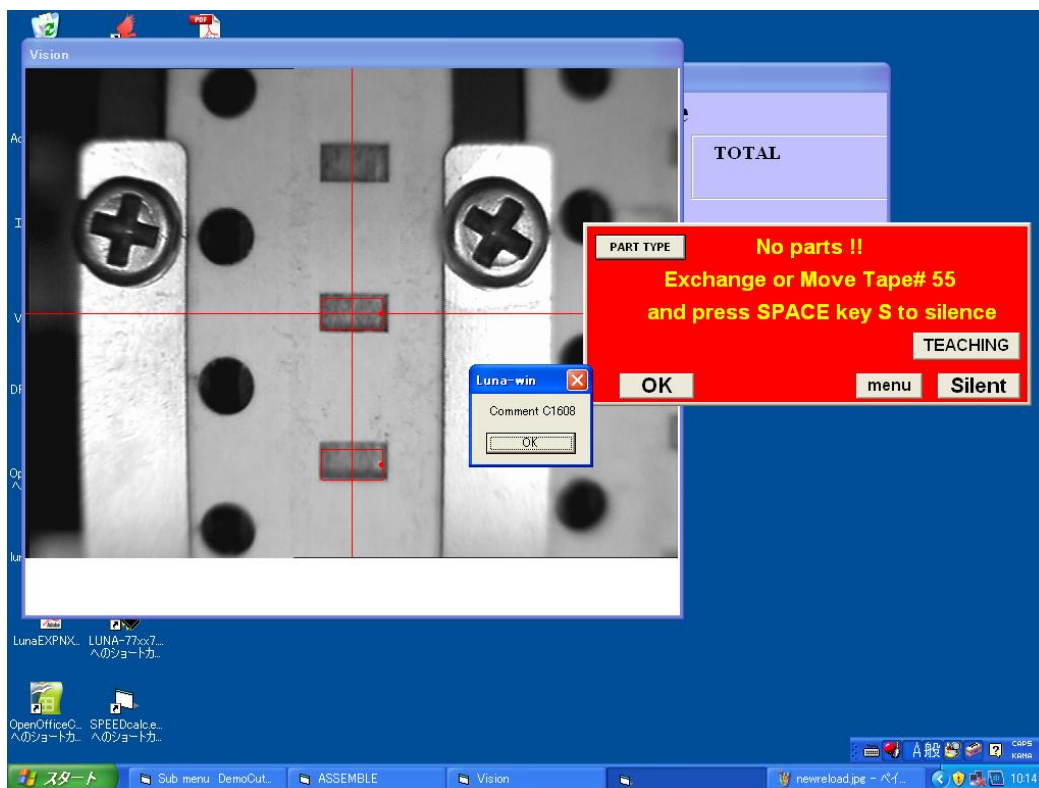 Vision
TOTAL
PART TYPE
No parts !!
Exchange or Move Tape# 55
and press SPACE key S to silence
TEACHING
OK
menu
Silent
Luna-win
Comment C1608
OK
LunaEXPNX...
LUNA-77xx7....
へのショートカ...
OpenOfficeC...
へのショートカ...
SPEEDcalc.e...
へのショートカ...
A 般
CAPS
KANA
スタート
Sub menu DemoCut...
ASSEMBLE
Vision
newreload.jpg - ペイ...
10:14